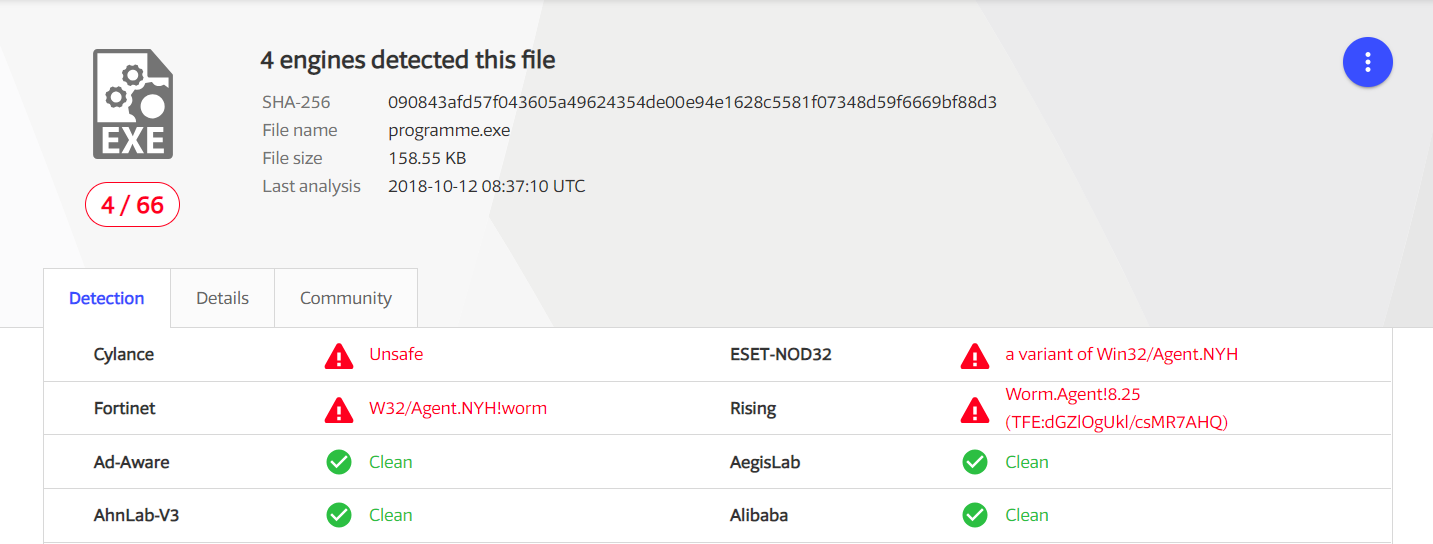 4 engines detected this file
SHA-256 090843afd57f043605a49624354de00e94e1628c5581f07348d59f6669bf88d3
File name programme.exe
File size 158.55 KB
Last analysis 2018-10-12 08:37:10 UTC
EXE
4 / 66
Detection Details Community
Cylance Unsafe ESET-NOD32 a variant of Win32/Agent.NYH
Fortinet W32/Agent.NYH!worm Rising Worm.Agent!8.25
(TFE:dGZlOgUkl/csMR7AHQ)
Ad-Aware Clean AegisLab Clean
AhnLab-V3 Clean Alibaba Clean